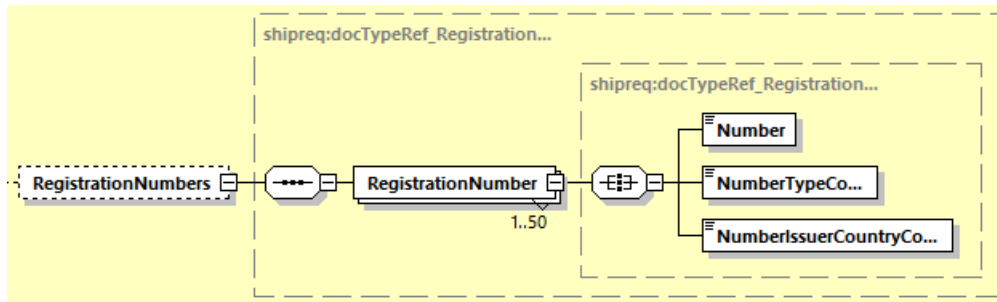 shipreq:docTypeRef_Registration...
shipreq:docTypeRef_Registration...
Number
RegistrationNumbers
RegistrationNumber
NumberTypeCo...
1..50
NumberIssuerCountryCo...